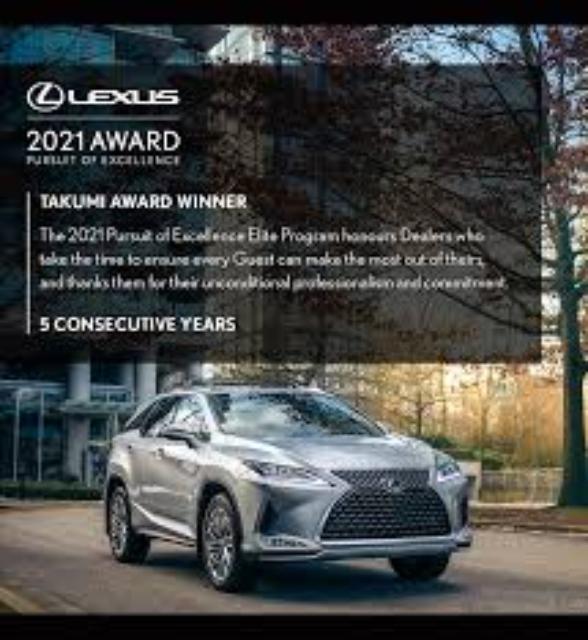 LEXUS
2021 AWARD
PURSUIT OF EXCELLENCE
TAKUMI AWARD WINNER
The 2021 Pursuit of Excellence Elite Program honours Dealers who
take the time to ensure every Guest can make the most out of theirs,
and thanks them for their unconditional professionalism and commitment.
5 CONSECUTIVE YEARS